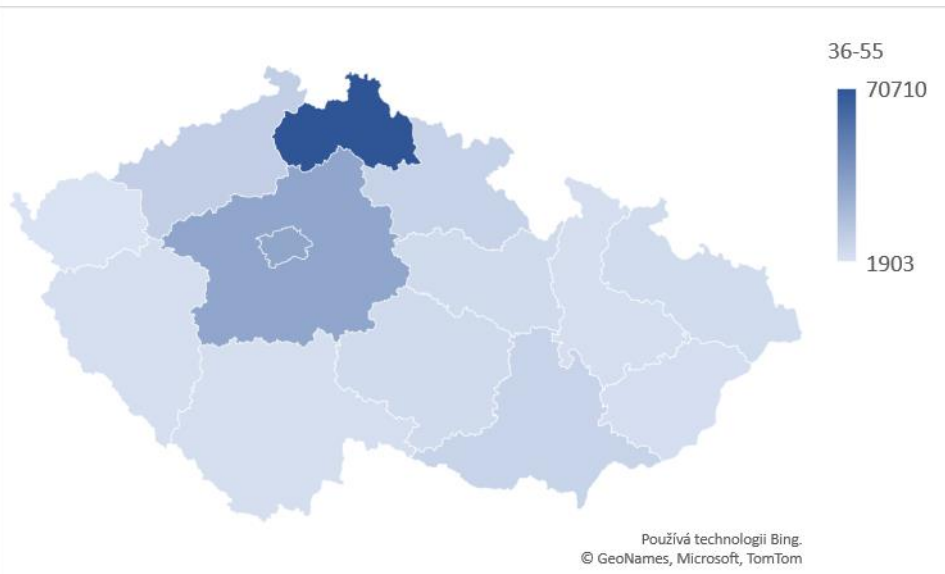 36-55
70710
1903
Používá technologii Bing.
© GeoNames, Microsoft, TomTom